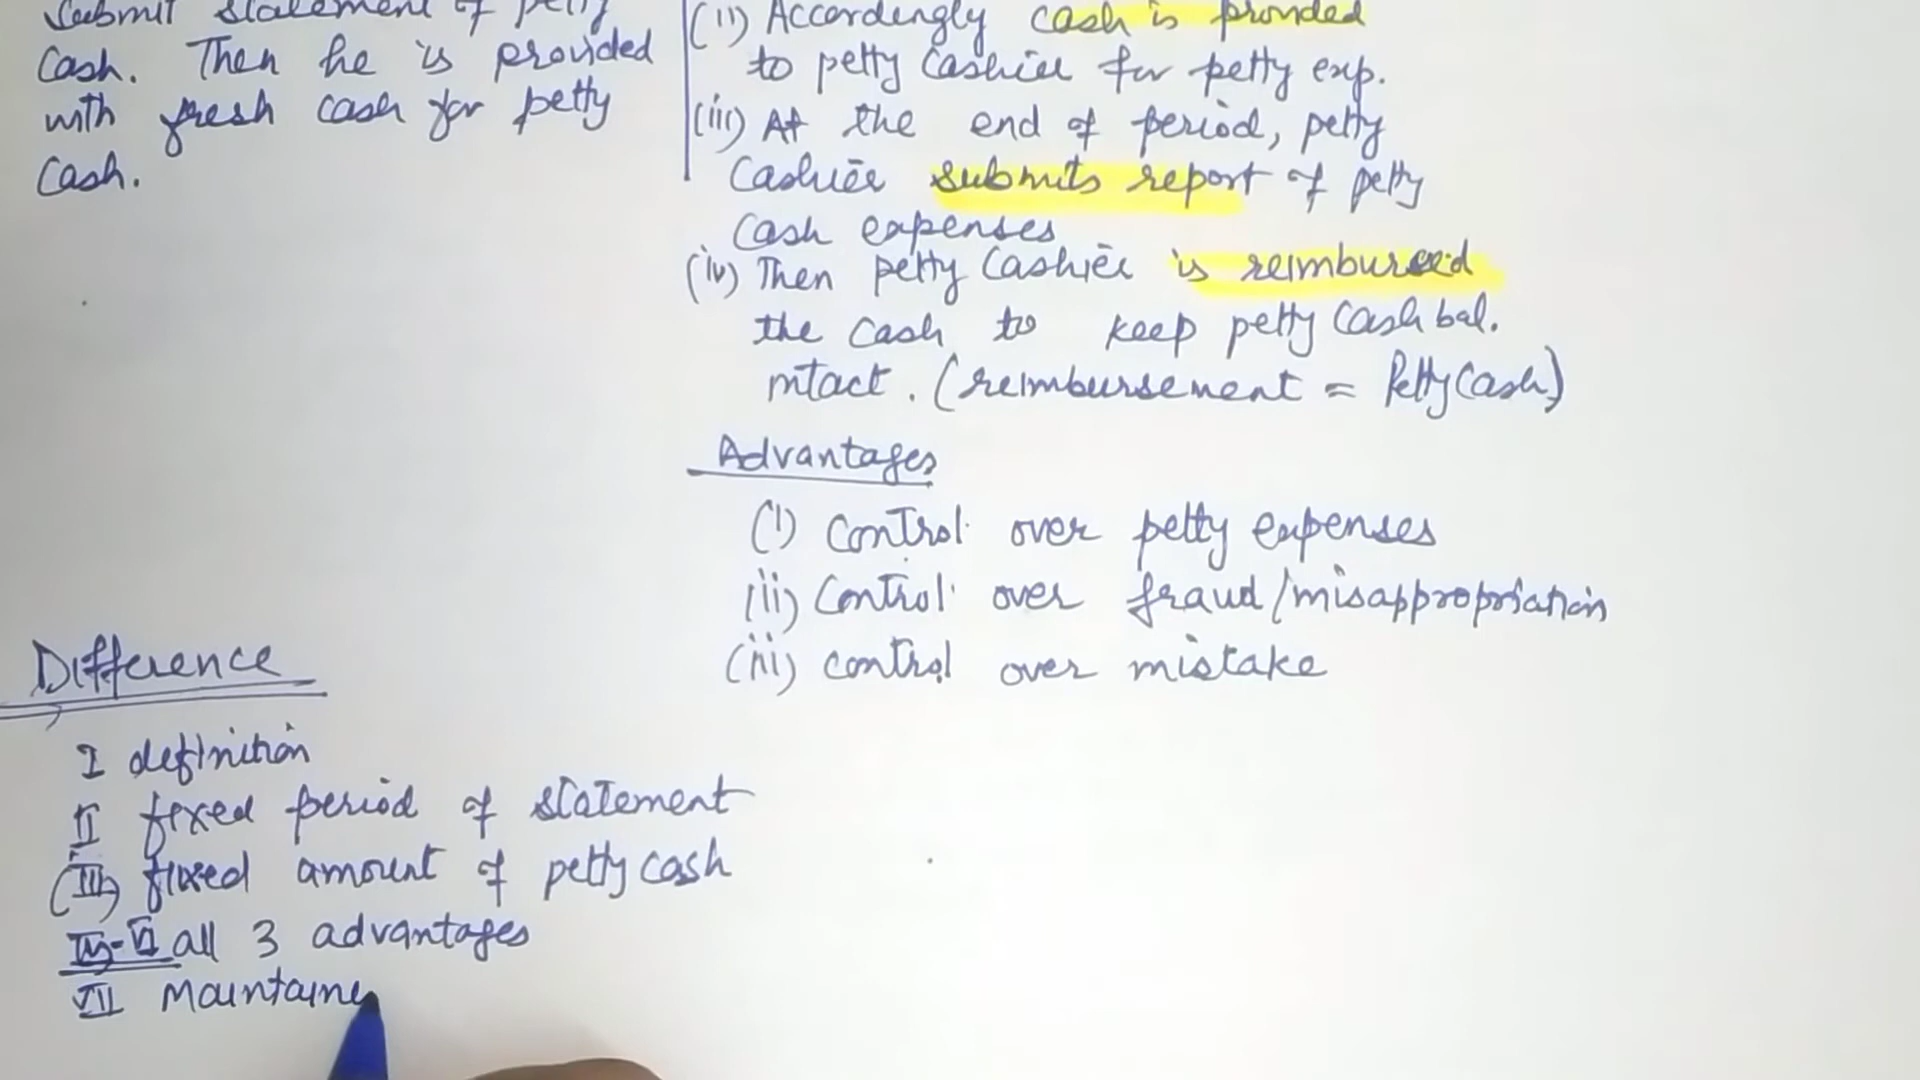 Submit statement of petty
Cash. Then he is provided
with fresh cash for petty
Cash.
(ii) Accordingly cash is provided
to petty cashier for petty exp.
(iii) At the end of period, petty
Cashier submits report of petty
Cash expenses
(iv) Then petty Cashier is reimbursed
the cash to keep petty cash bal.
intact. (reimbursement = Petty Cash)
Advantages
(i) Control over petty expenses
(ii) Control over fraud/misappropriation
(iii) control over mistake
Difference
I definition
II fixed period of statement
(III) fixed amount of petty cash
IV-VI all 3 advantages
VII Maintaine